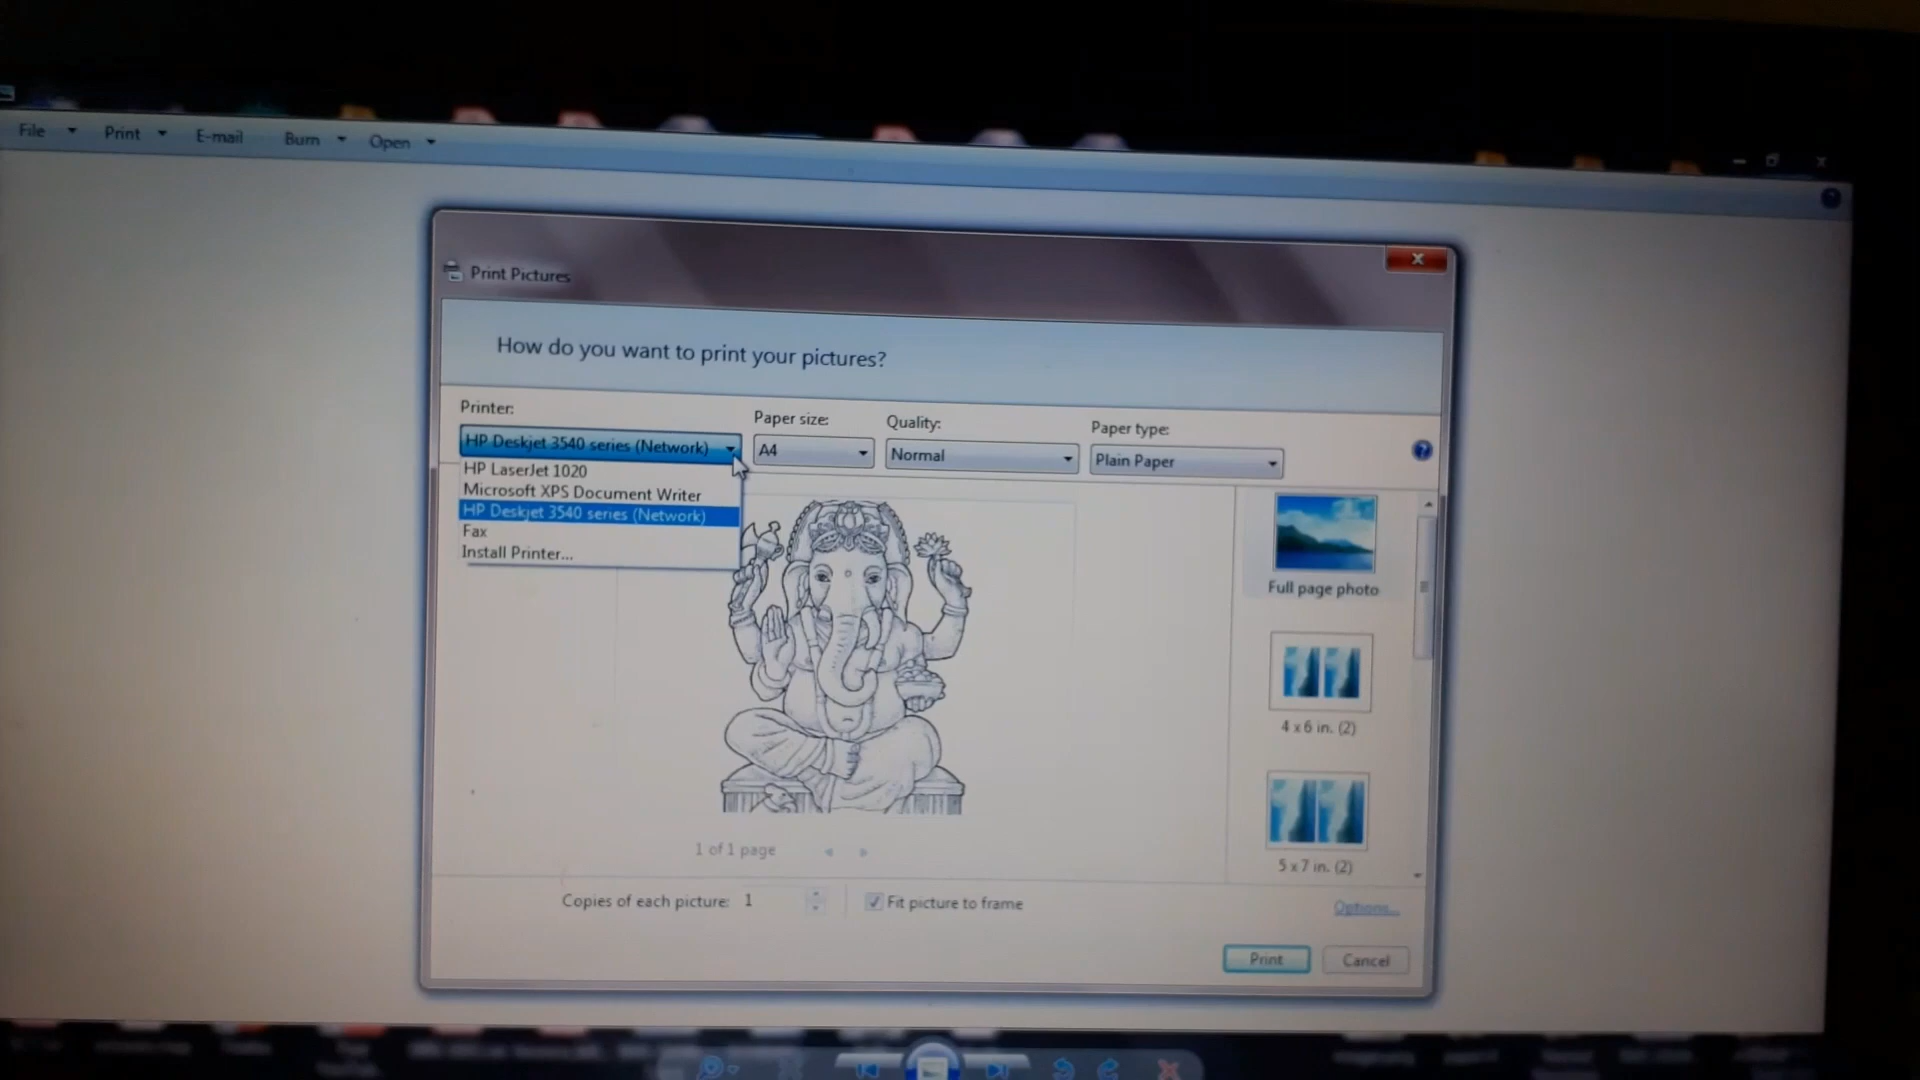 File Print E-mail Burn Open
Print Pictures
How do you want to print your pictures?
Printer: Paper size: Quality: Paper type:
HP Deskjet 3540 series (Network) A4 Normal Plain Paper
HP LaserJet 1020
Microsoft XPS Document Writer
HP Deskjet 3540 series (Network)
Fax
Install Printer...
Full page photo
4 x 6 in. (2)
5 x 7 in. (2)
1 of 1 page
Copies of each picture: 1 Fit picture to frame
Options...
Print Cancel